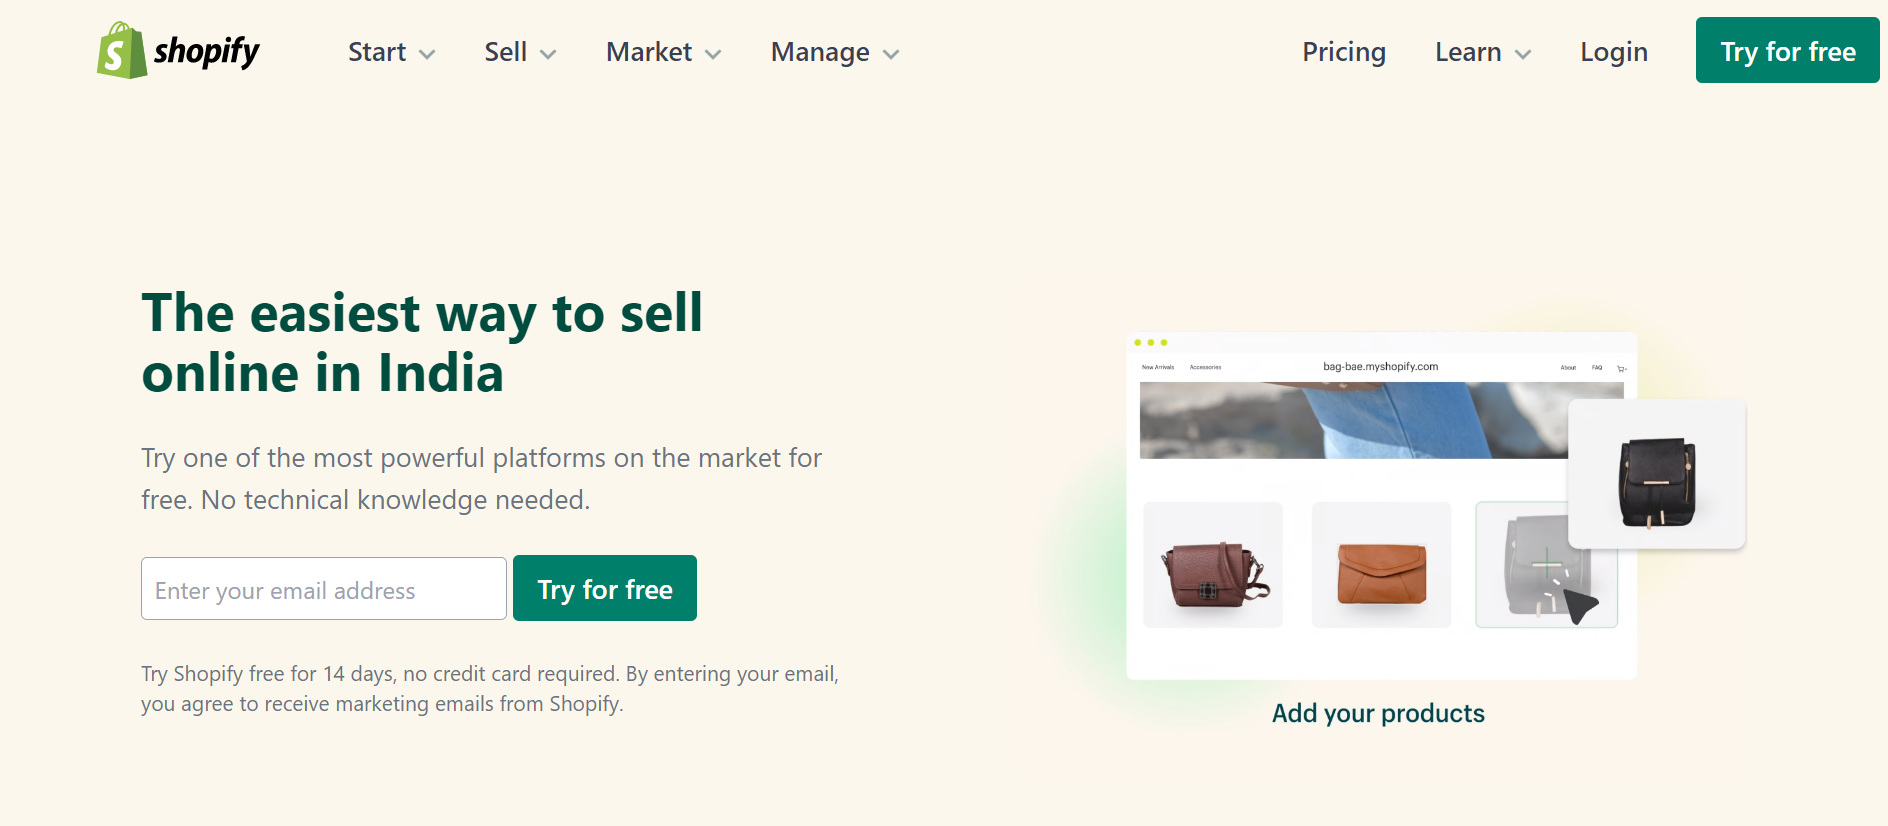 shopify
Start
Sell
Market
Manage
Pricing
Learn
Login
Try for free
The easiest way to sell
online in India
Try one of the most powerful platforms on the market for
free. No technical knowledge needed.
Enter your email address
Try for free
Try Shopify free for 14 days, no credit card required. By entering your email,
you agree to receive marketing emails from Shopify.
New Arrivals
Accessories
bag-bae.myshopify.com
About
FAQ
Add your products